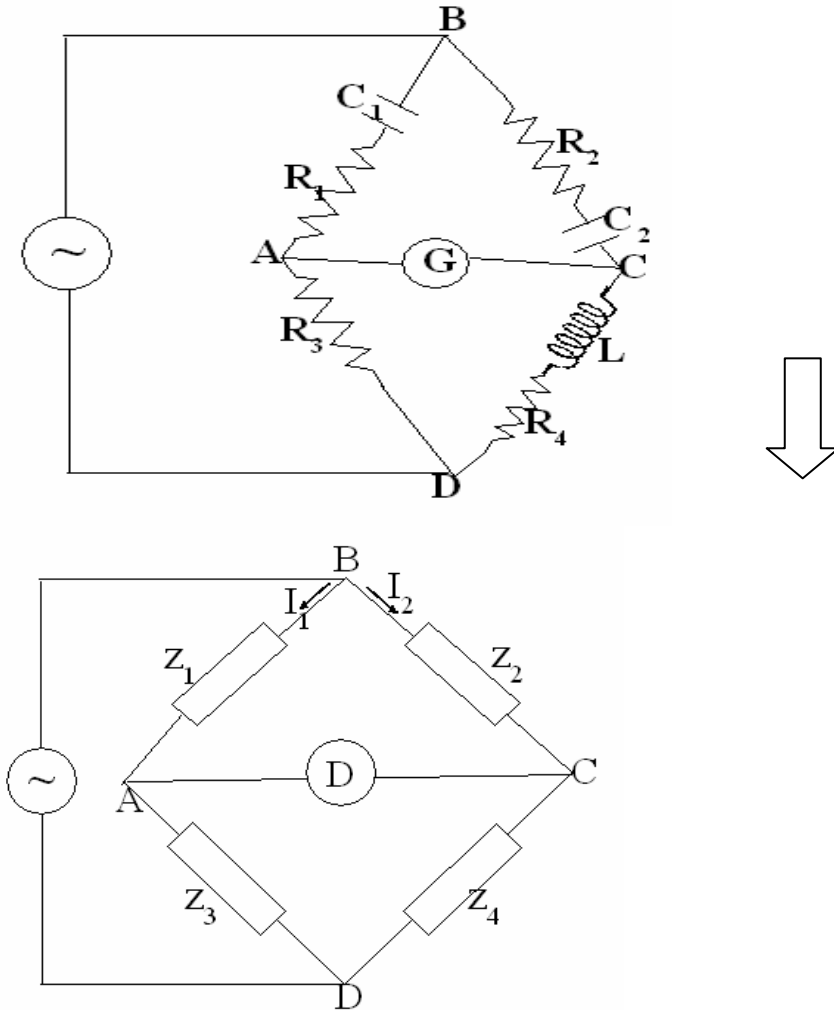 B
C₁
R₂
R₁
C₂
~
A
G
C
R₃
L
R₄
D
B
I₁
I₂
Z₁
Z₂
~
D
A
C
Z₃
Z₄
D